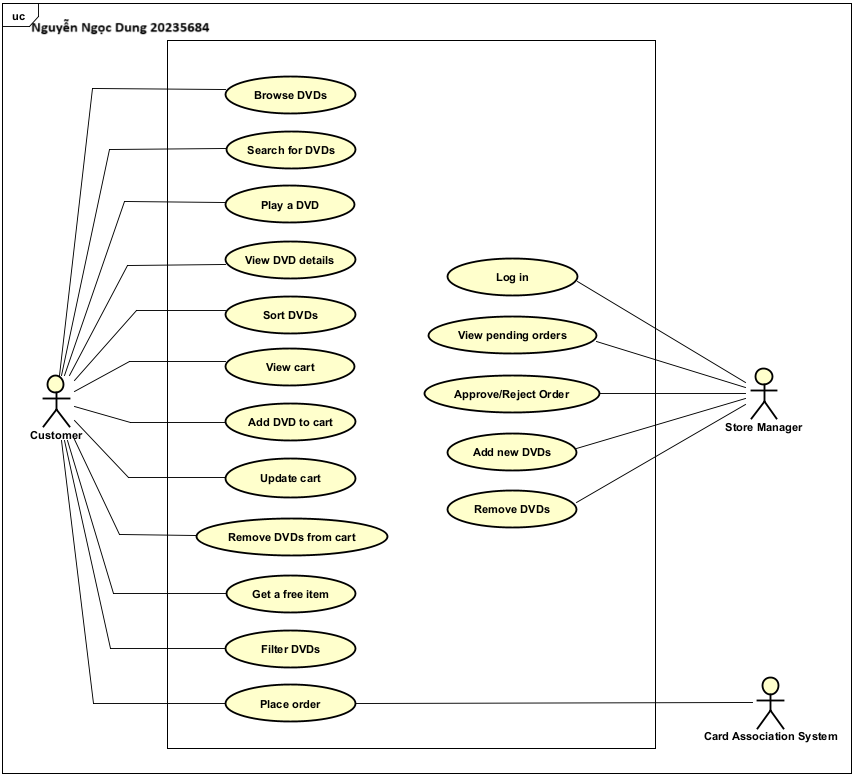 uc
Nguyễn Ngọc Dung 20235684
Browse DVDs
Search for DVDs
Play a DVD
View DVD details
Sort DVDs
View cart
Add DVD to cart
Update cart
Remove DVDs from cart
Get a free item
Filter DVDs
Place order
Customer
Log in
View pending orders
Approve/Reject Order
Add new DVDs
Remove DVDs
Store Manager
Card Association System